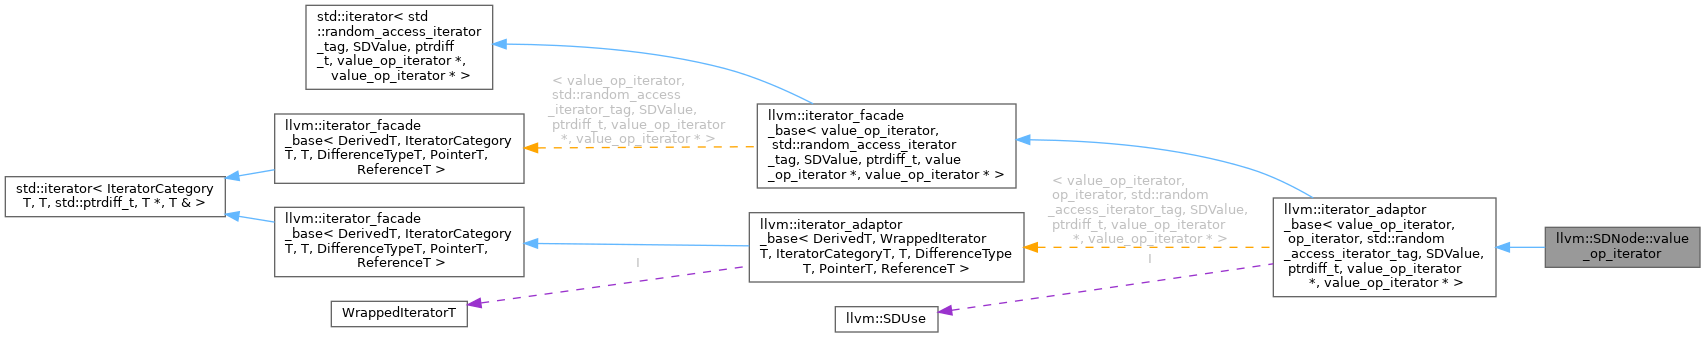 std::iterator< std
::random_access_iterator
_tag, SDValue, ptrdiff
_t, value_op_iterator *,
value_op_iterator * >
< value_op_iterator,
std::random_access
_iterator_tag, SDValue,
ptrdiff_t, value_op_iterator
*, value_op_iterator * >
llvm::iterator_facade
_base< DerivedT, IteratorCategory
T, T, DifferenceTypeT, PointerT,
ReferenceT >
llvm::iterator_facade
_base< value_op_iterator,
std::random_access_iterator
_tag, SDValue, ptrdiff_t, value
_op_iterator *, value_op_iterator * >
std::iterator< IteratorCategory
T, T, std::ptrdiff_t, T *, T & >
llvm::iterator_facade
_base< DerivedT, IteratorCategory
T, T, DifferenceTypeT, PointerT,
ReferenceT >
I
llvm::iterator_adaptor
_base< DerivedT, WrappedIterator
T, IteratorCategoryT, T, DifferenceType
T, PointerT, ReferenceT >
< value_op_iterator,
op_iterator, std::random
_access_iterator_tag, SDValue,
ptrdiff_t, value_op_iterator
*, value_op_iterator * >
I
llvm::iterator_adaptor
_base< value_op_iterator,
op_iterator, std::random
_access_iterator_tag, SDValue,
ptrdiff_t, value_op_iterator
*, value_op_iterator * >
llvm::SDNode::value
_op_iterator
WrappedIteratorT
llvm::SDUse